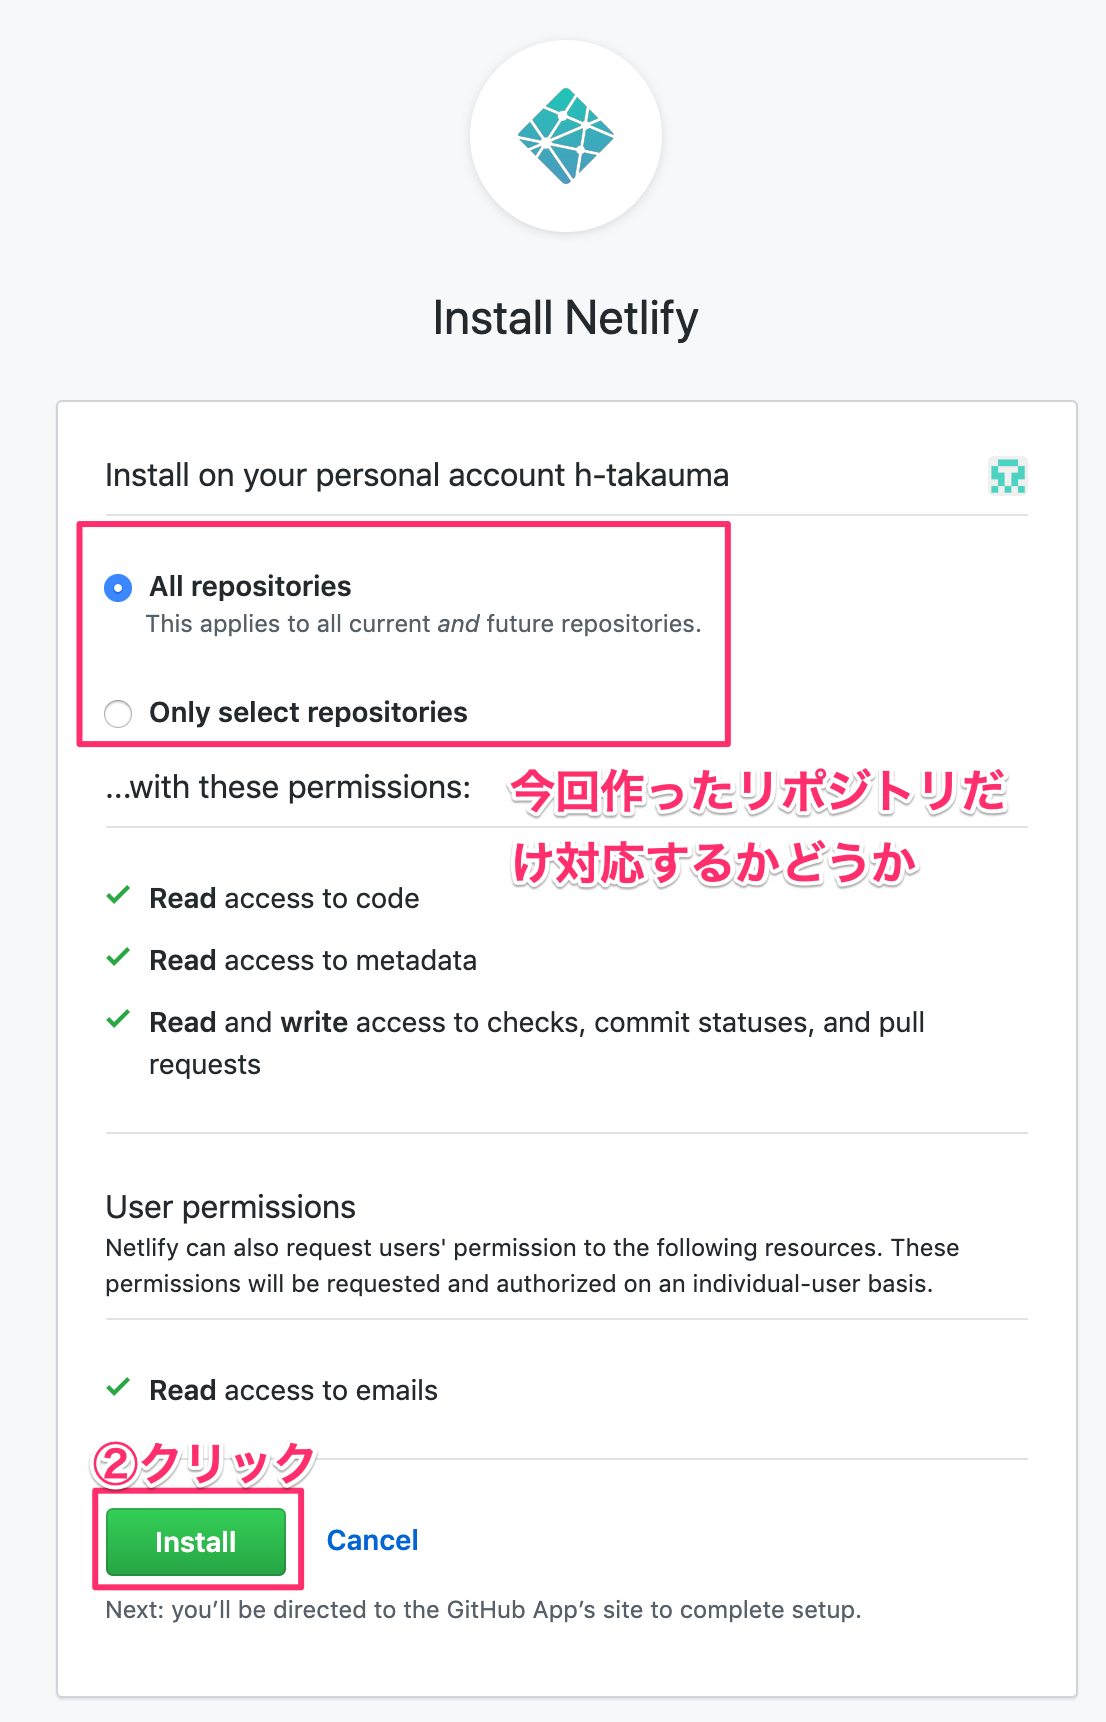 Install Netlify
Install on your personal account h-takauma
All repositories
This applies to all current and future repositories.
Only select repositories
...with these permissions:
今回作ったリポジトリだ
け対応するかどうか
Read access to code
Read access to metadata
Read and write access to checks, commit statuses, and pull
requests
User permissions
Netlify can also request users' permission to the following resources. These
permissions will be requested and authorized on an individual-user basis.
Read access to emails
②クリック
Install
Cancel
Next: you’ll be directed to the GitHub App’s site to complete setup.